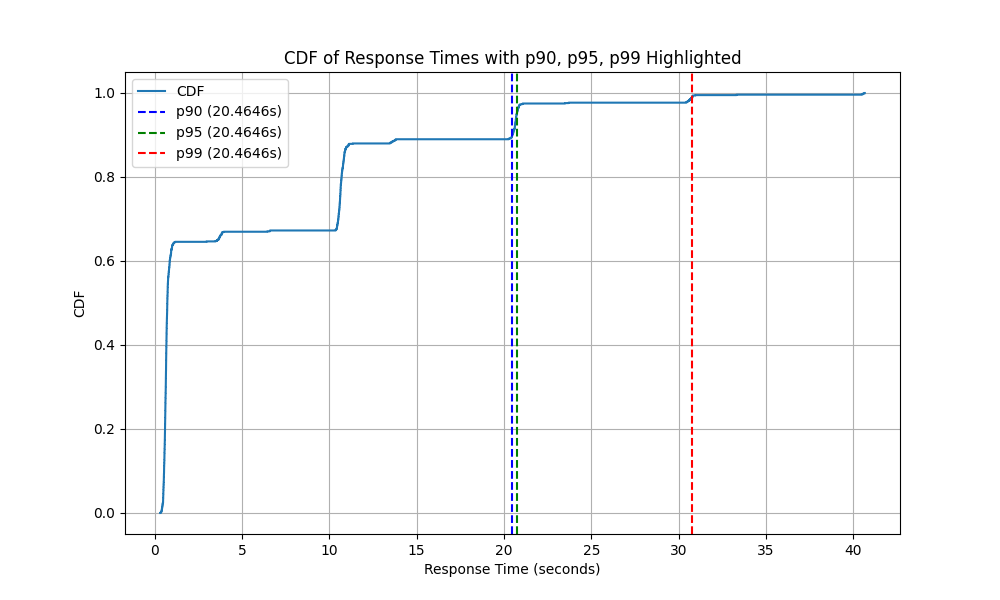 CDF of Response Times with p90, p95, p99 Highlighted
CDF
p90 (20.4646s)
p95 (20.4646s)
p99 (20.4646s)
1.0
0.8
0.6
0.4
0.2
0.0
CDF
0 5 10 15 20 25 30 35 40
Response Time (seconds)